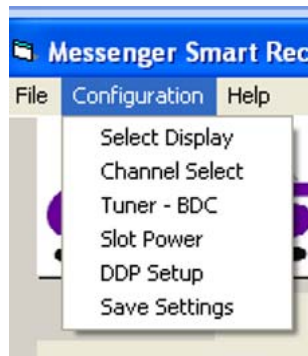 Messenger Smart Rec
File Configuration Help
Select Display
Channel Select
Tuner - BDC
Slot Power
DDP Setup
Save Settings